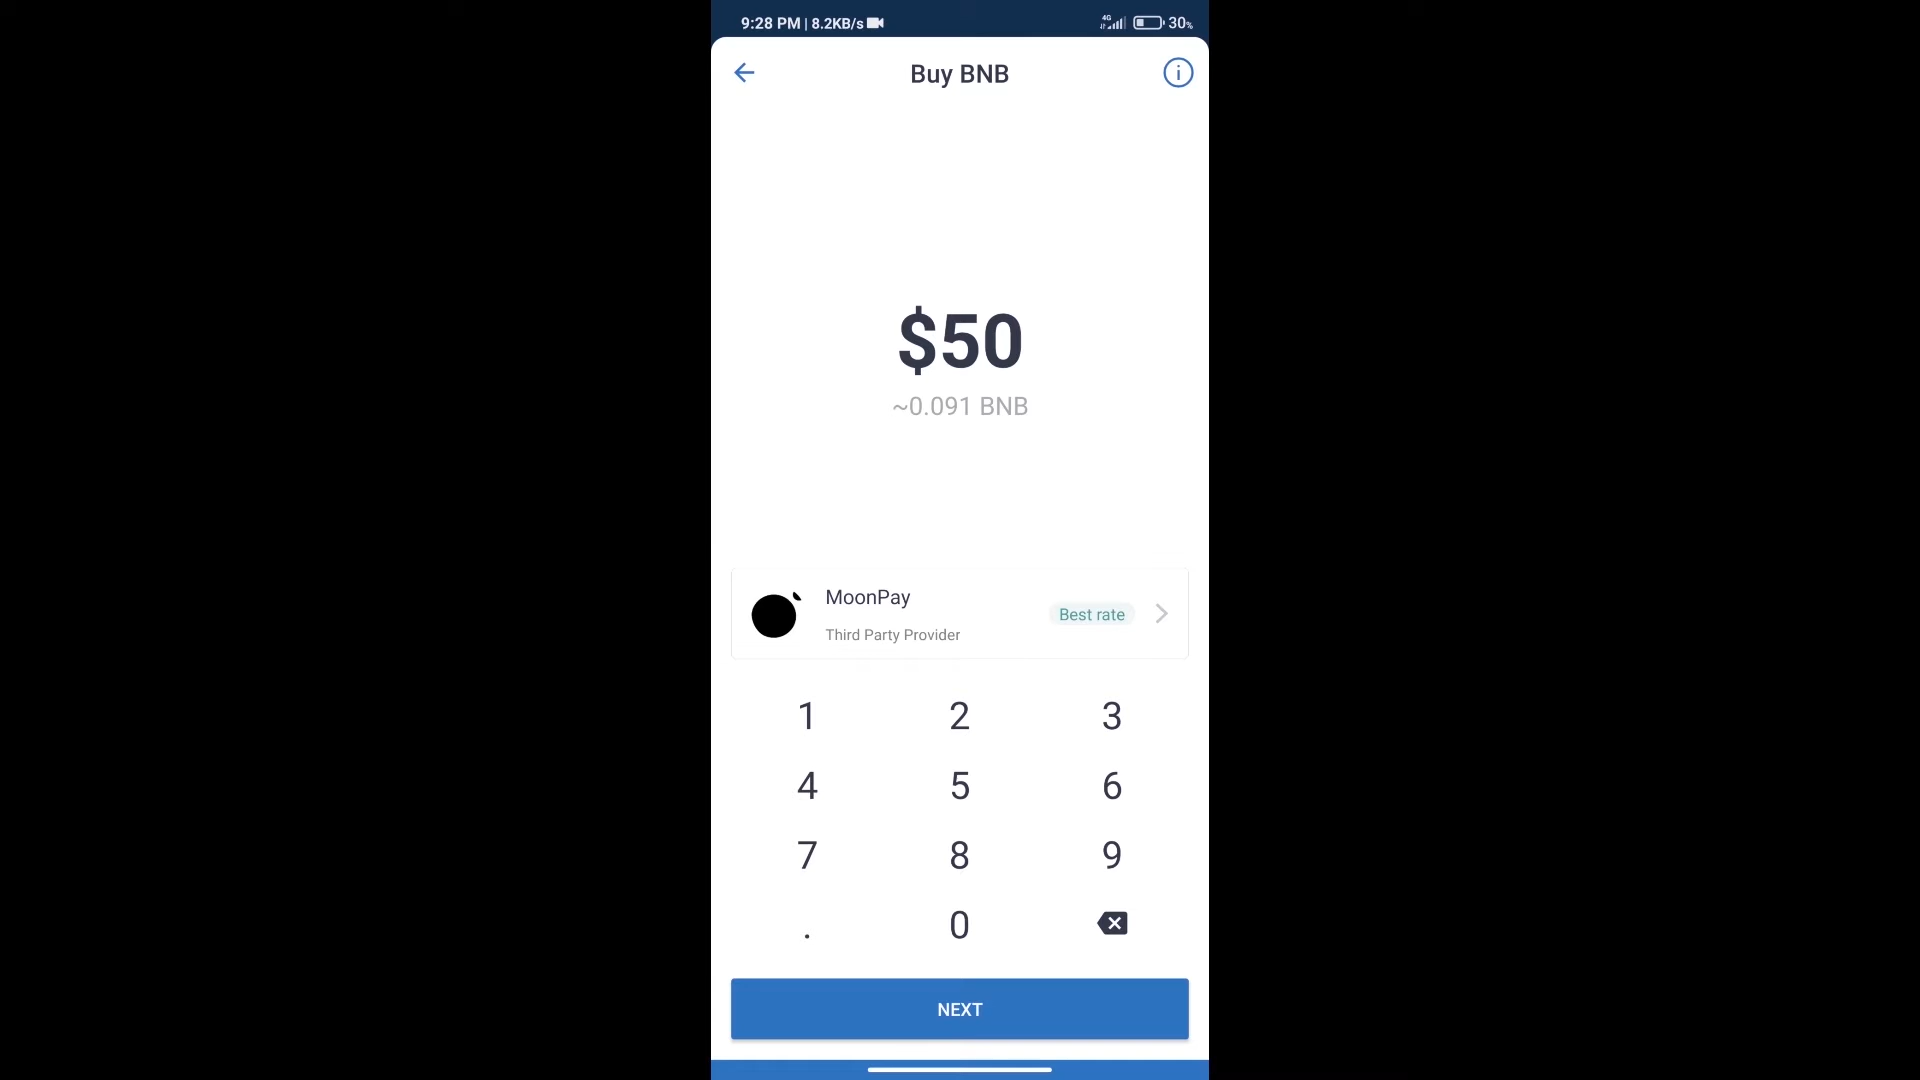 9:28 PM | 8.2KB/s
4G
30%
Buy BNB
$50
~0.091 BNB
MoonPay
Best rate
Third Party Provider
1 2 3
4 5 6
7 8 9
. 0
NEXT